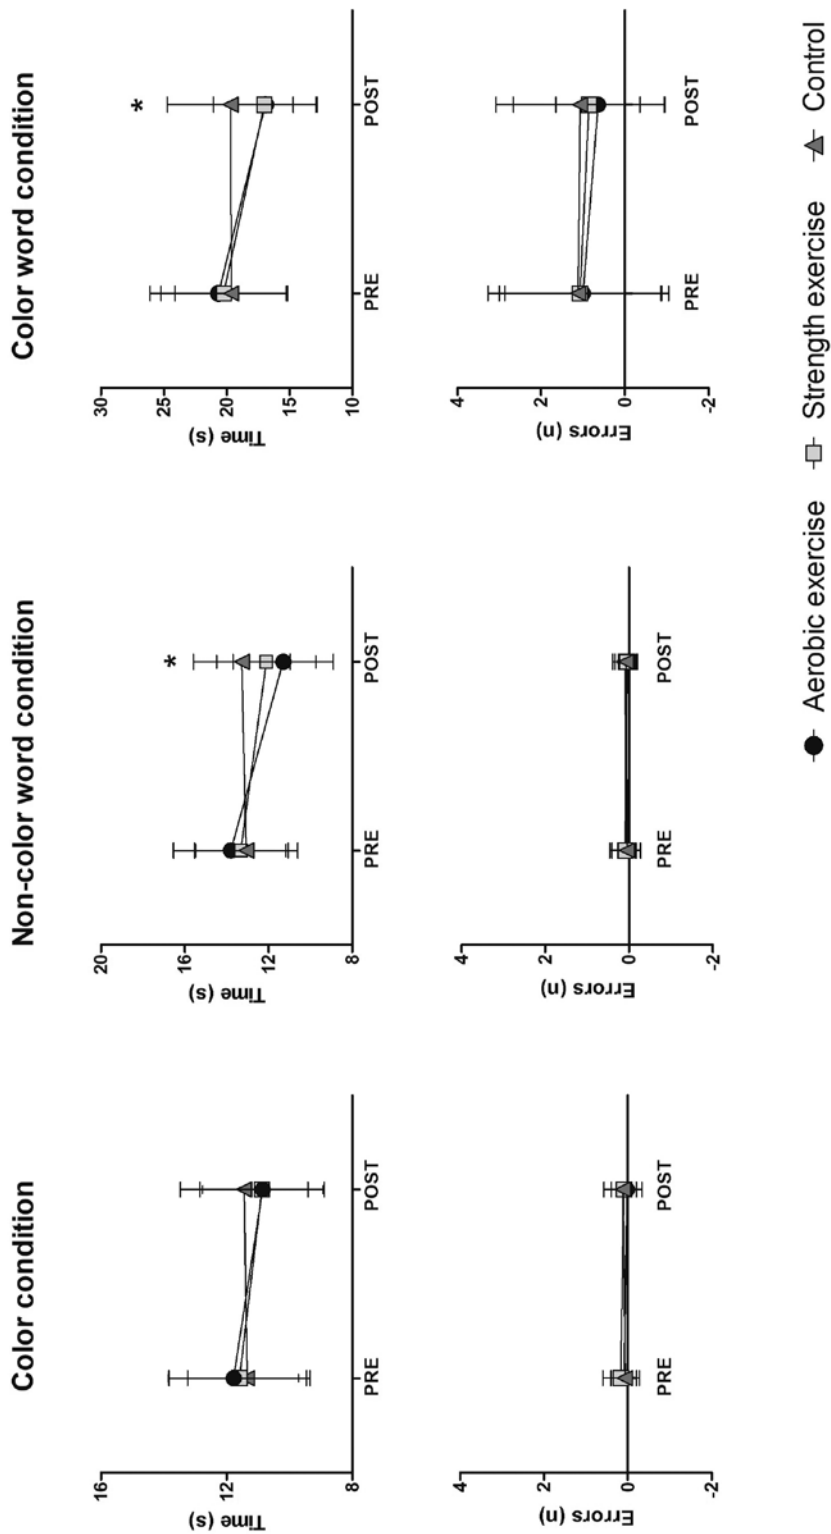 Color condition
Non-color word condition
Color word condition
Time (s)
16
12
8
PRE
POST
Time (s)
20
16
12
8
*
PRE
POST
Time (s)
30
25
20
15
10
*
PRE
POST
Errors (n)
4
2
0
-2
PRE
POST
Errors (n)
4
2
0
-2
PRE
POST
Errors (n)
4
2
0
-2
PRE
POST
Aerobic exercise
Strength exercise
Control